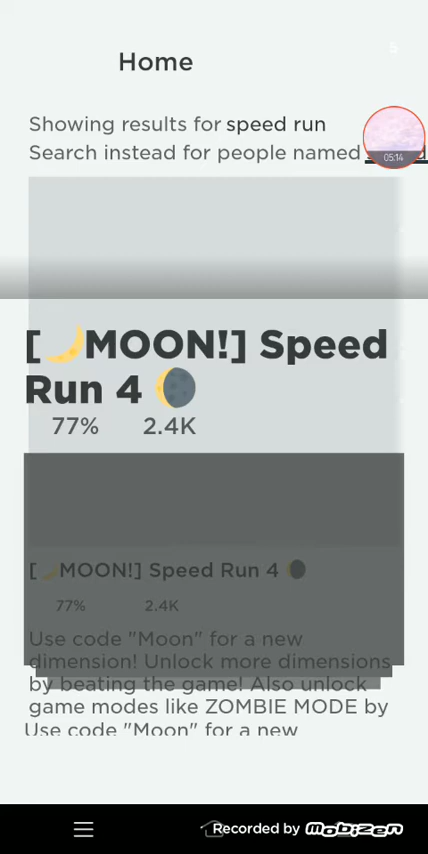 Home
Showing results for speed run
Search instead for people named
05:14
[🌙MOON!] Speed
Run 4 🌘
77% 2.4K
[🌙MOON!] Speed Run 4 🌘
77% 2.4K
Use code "Moon" for a new
dimension! Unlock more dimensions
by beating the game! Also unlock
game modes like ZOMBIE MODE by
Use code "Moon" for a new
Recorded by Mobizen